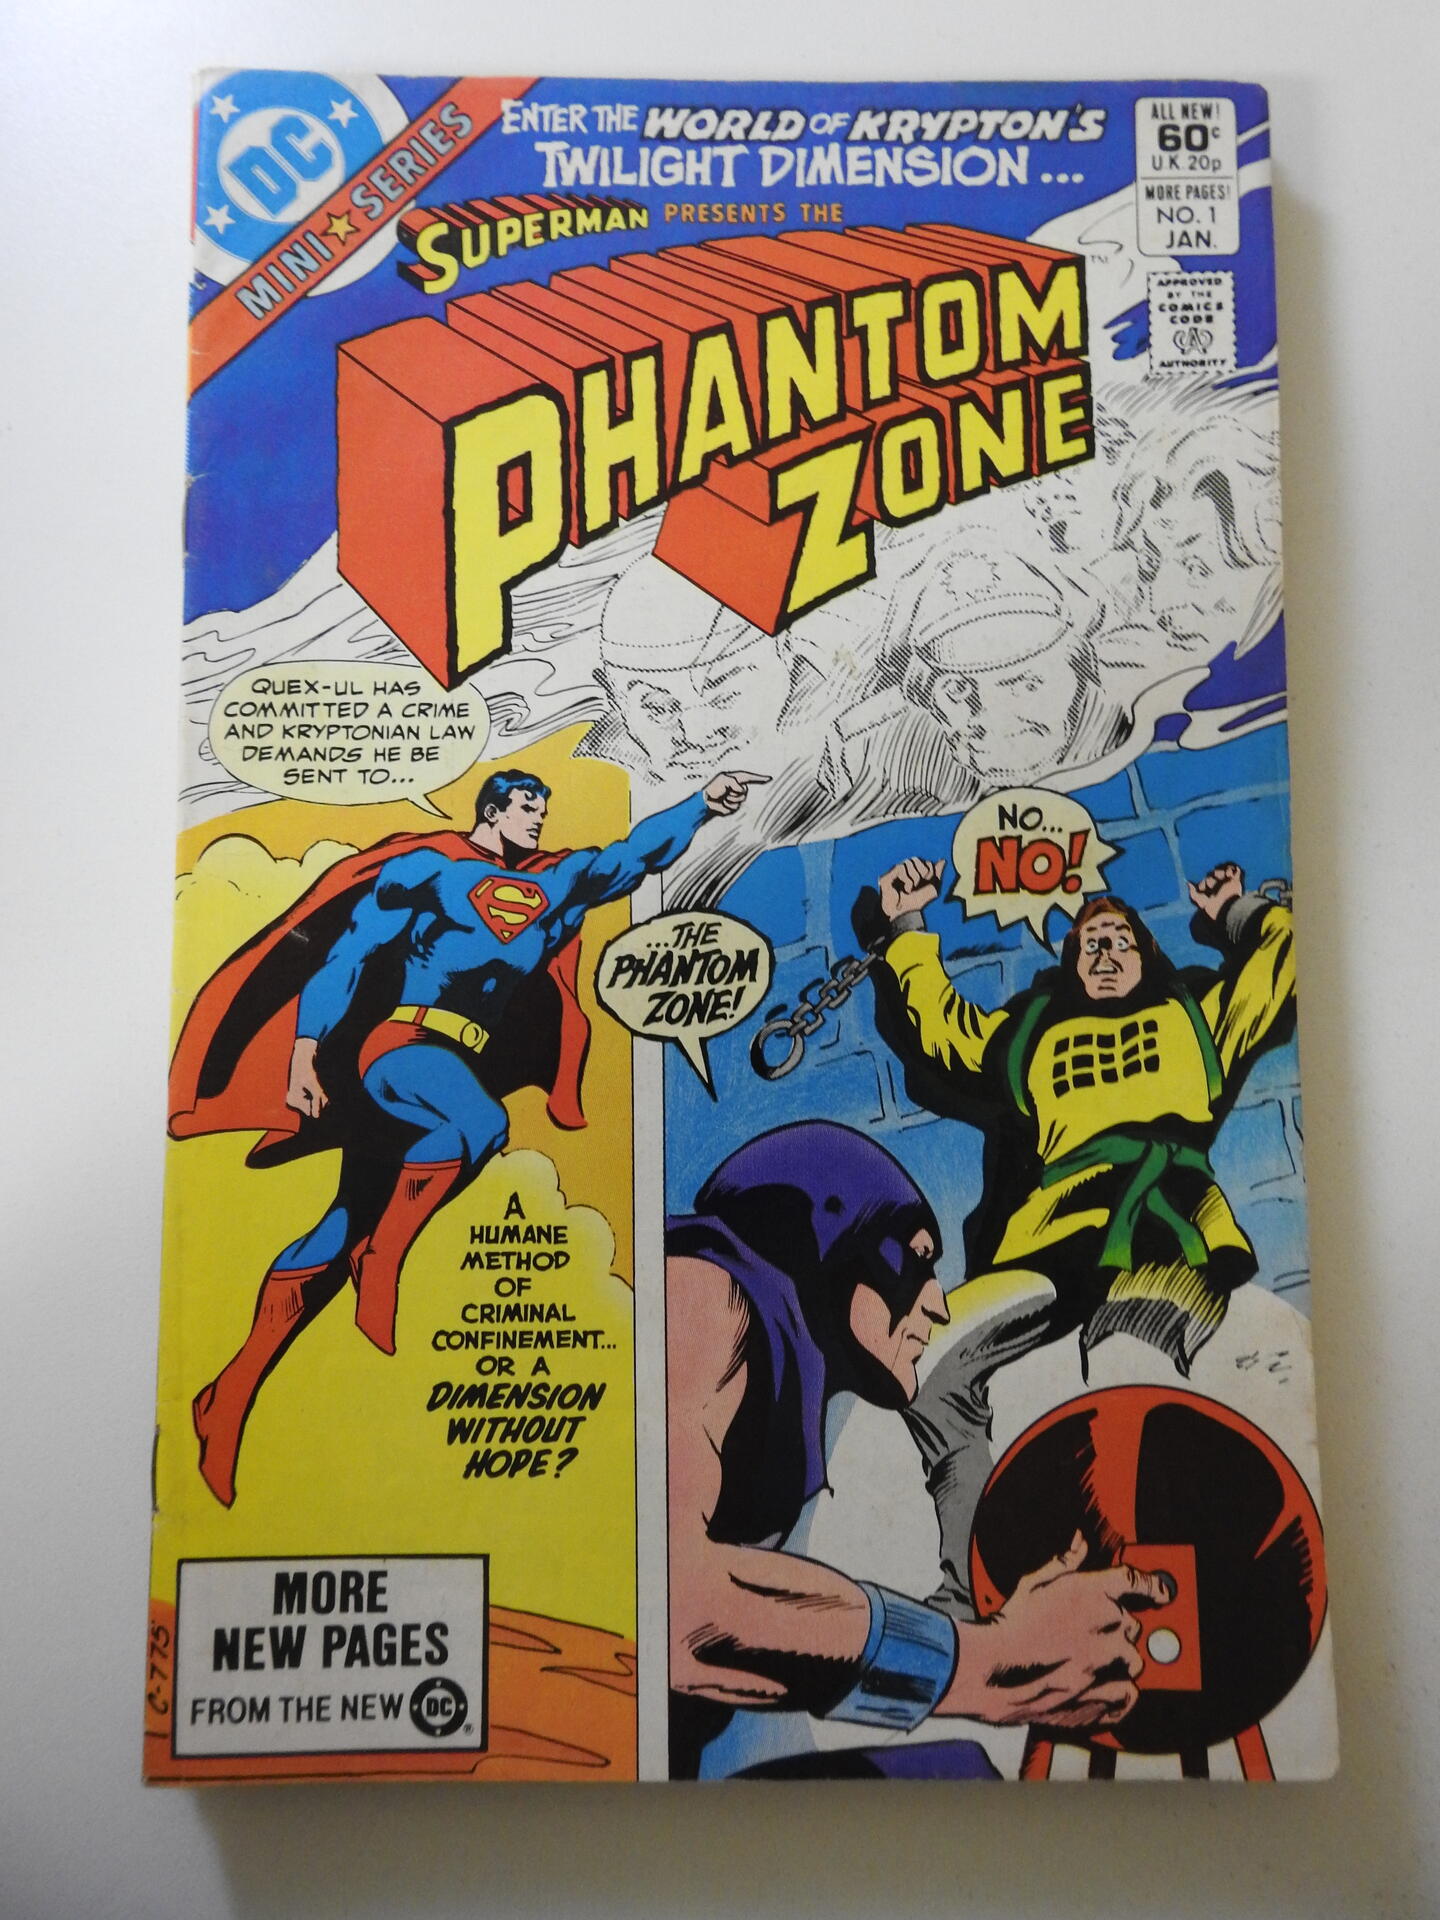 DC
MINI★SERIES
ENTER THE WORLD OF KRYPTON'S
TWILIGHT DIMENSION...
SUPERMAN PRESENTS THE
PHANTOM
ZONE
TM
ALL NEW!
60¢
U.K. 20p
MORE PAGES!
NO. 1
JAN.
APPROVED
BY THE
COMICS
CODE
CA
AUTHORITY
QUEX-UL HAS
COMMITTED A CRIME
AND KRYPTONIAN LAW
DEMANDS HE BE
SENT TO...
S
...THE
PHANTOM
ZONE!
NO...
NO!
A
HUMANE
METHOD
OF
CRIMINAL
CONFINEMENT...
OR A
DIMENSION
WITHOUT
HOPE?
MORE
NEW PAGES
FROM THE NEW DC®
C-775